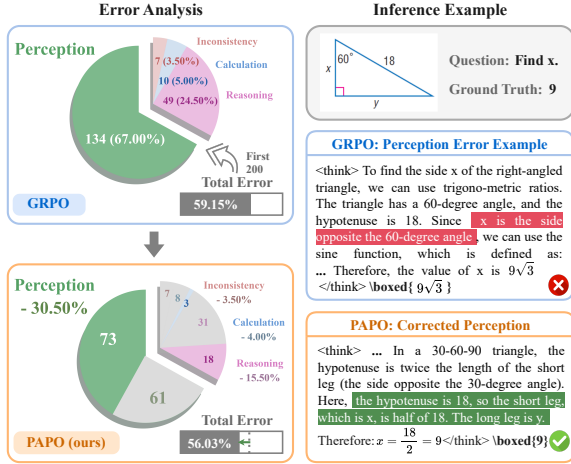 Error Analysis
Perception
Inconsistency
7 (3.50%)
Calculation
10 (5.00%)
Reasoning
49 (24.50%)
134 (67.00%)
First
200
Total Error
GRPO
59.15%
Perception
- 30.50%
Inconsistency
- 3.50%
Calculation
- 4.00%
Reasoning
- 15.50%
7
8
3
31
18
73
61
Total Error
PAPO (ours)
56.03%
Inference Example
60°
18
x
y
Question: Find x.
Ground Truth: 9
GRPO: Perception Error Example
<think> To find the side x of the right-angled
triangle, we can use trigono-metric ratios.
The triangle has a 60-degree angle, and the
hypotenuse is 18. Since x is the side
opposite the 60-degree angle , we can use the
sine function, which is defined as:
... Therefore, the value of x is 9√3
</think> \boxed{ 9√3 }
PAPO: Corrected Perception
<think> ... In a 30-60-90 triangle, the
hypotenuse is twice the length of the short
leg (the side opposite the 30-degree angle).
Here, the hypotenuse is 18, so the short leg,
which is x, is half of 18. The long leg is y.
Therefore: x = 18/2 = 9</think> \boxed{9}